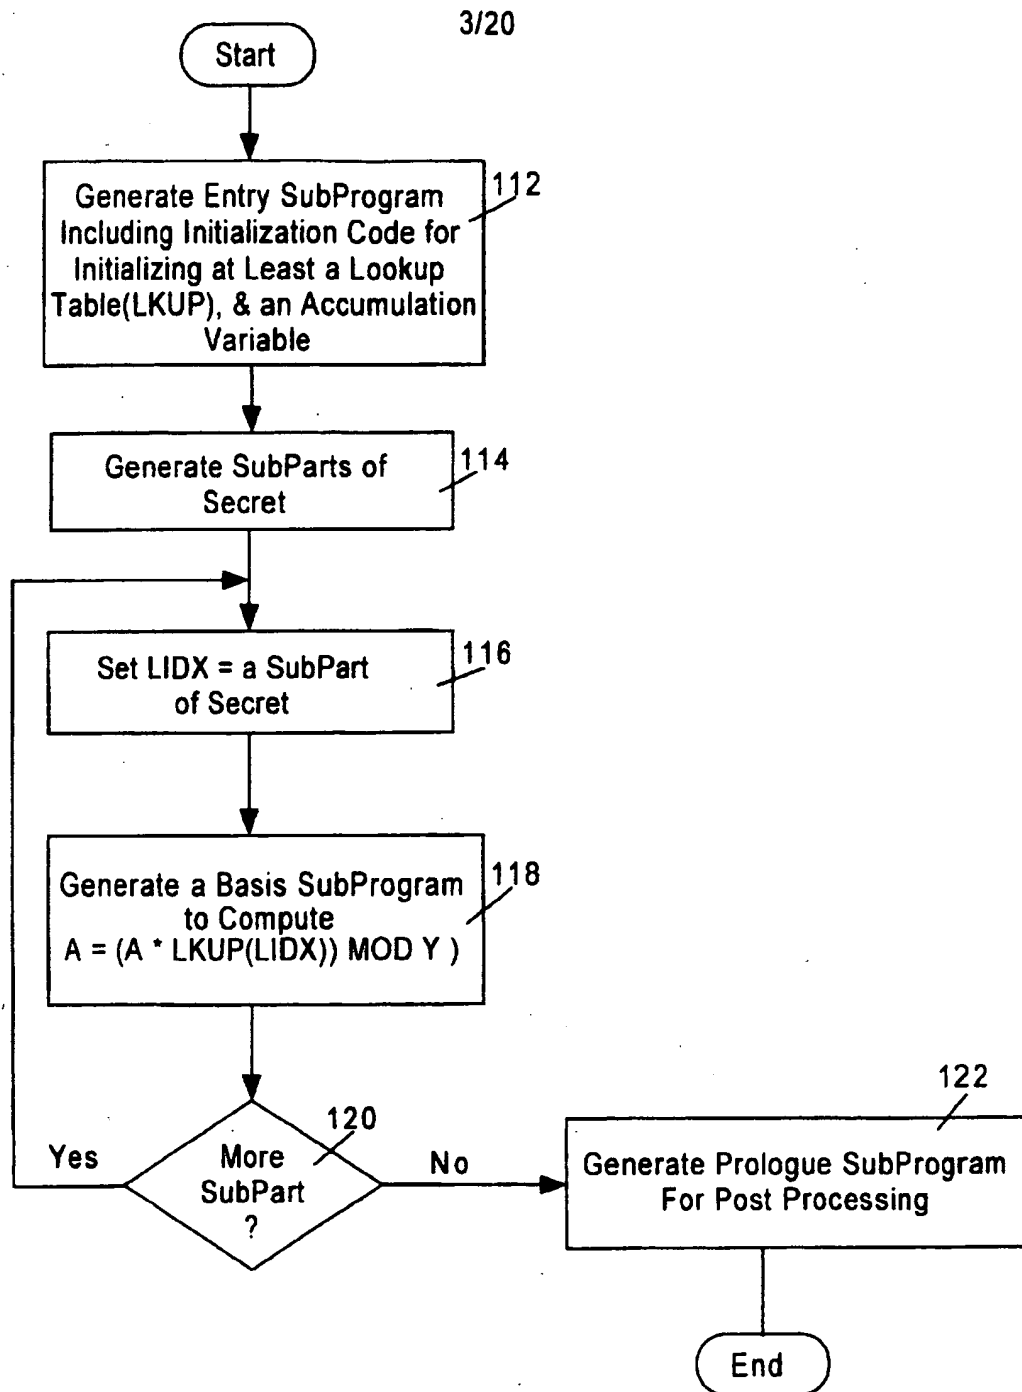 3/20
Start
Generate Entry SubProgram
Including Initialization Code for
Initializing at Least a Lookup
Table(LKUP), & an Accumulation
Variable
112
Generate SubParts of
Secret
114
Set LIDX = a SubPart
of Secret
116
Generate a Basis SubProgram
to Compute
A = (A * LKUP(LIDX)) MOD Y )
118
More
SubPart
?
120
Yes
No
122
Generate Prologue SubProgram
For Post Processing
End